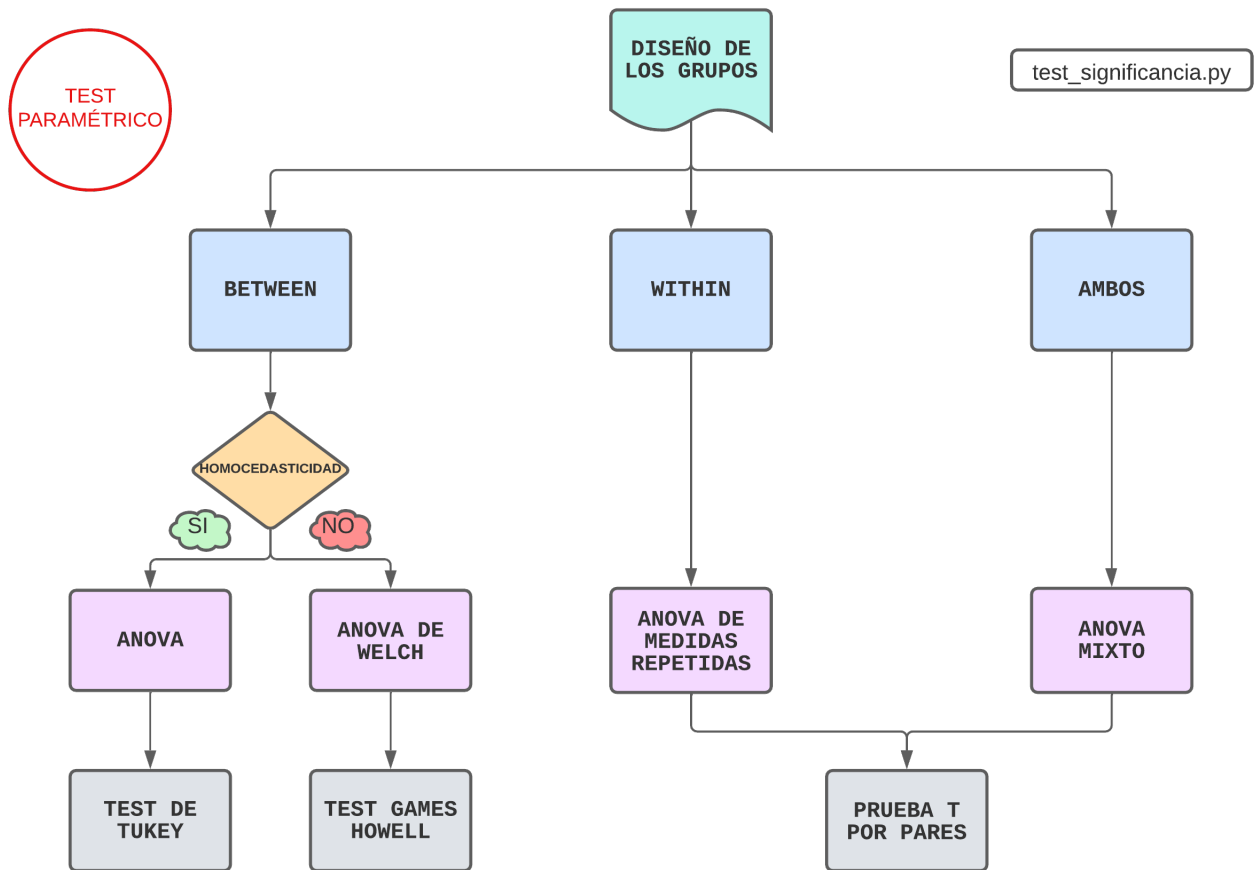 TEST
PARAMÉTRICO
DISEÑO DE
LOS GRUPOS
test_significancia.py
BETWEEN
WITHIN
AMBOS
HOMOCEDASTICIDAD
SI
NO
ANOVA
ANOVA DE
WELCH
ANOVA DE
MEDIDAS
REPETIDAS
ANOVA
MIXTO
TEST DE
TUKEY
TEST GAMES
HOWELL
PRUEBA T
POR PARES